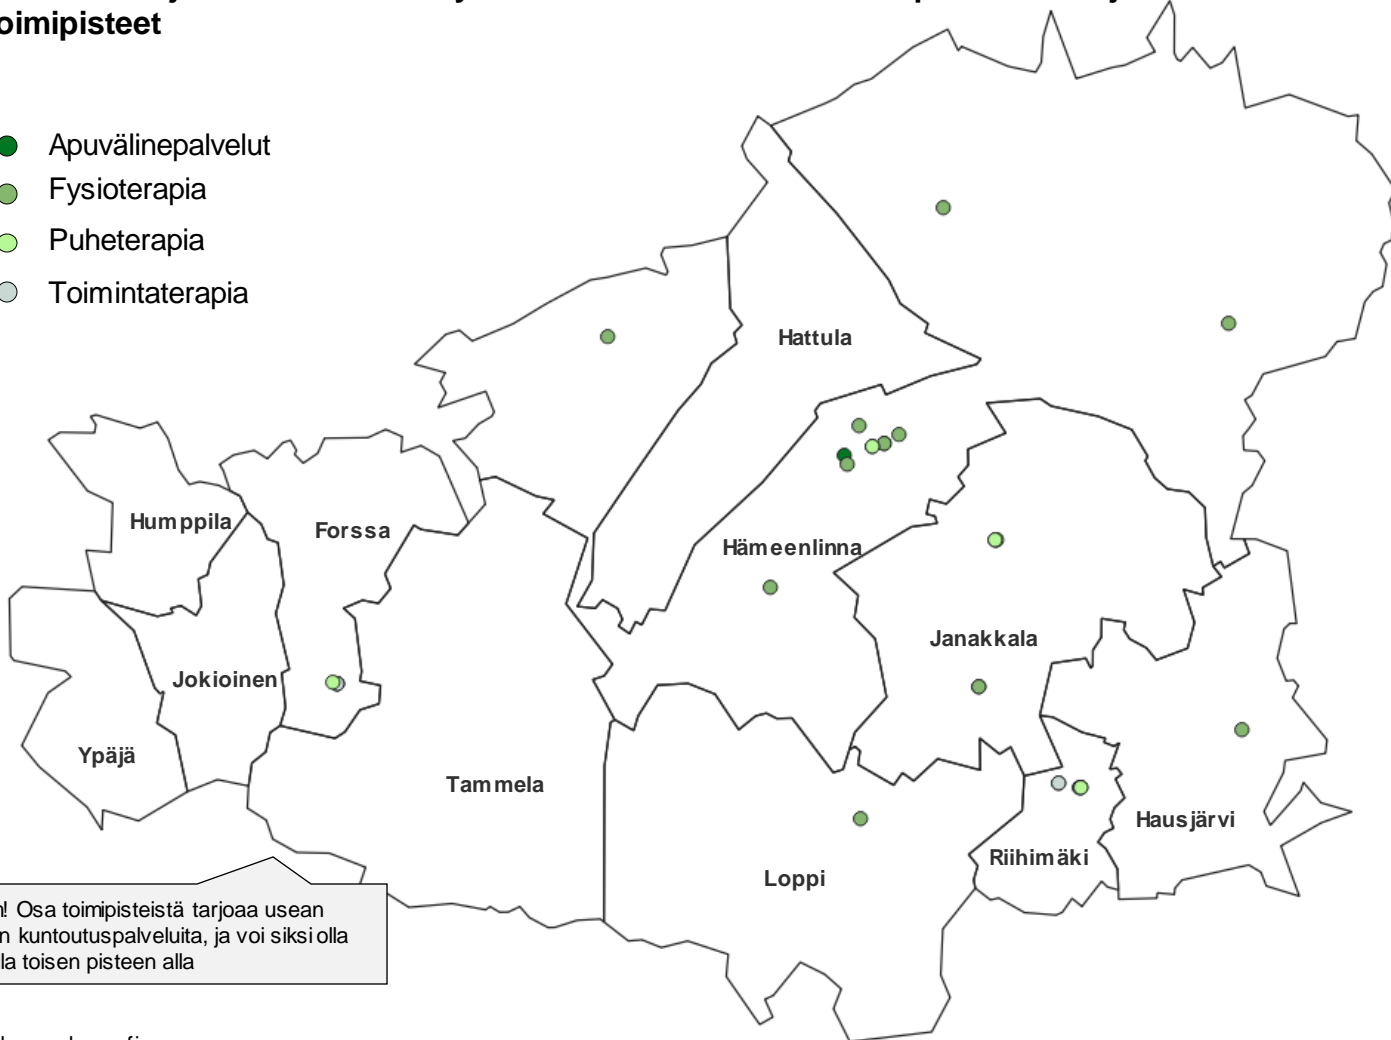 oimipisteet
Apuvälinepalvelut
Fysioterapia
Puheterapia
Toimintaterapia
Hattula
Humppila
Forssa
Hämeenlinna
Janakkala
Jokioinen
Ypäjä
Tammela
Hausjärvi
Riihimäki
Loppi
! Osa toimipisteistä tarjoaa usean
n kuntoutuspalveluita, ja voi siksi olla
la toisen pisteen alla